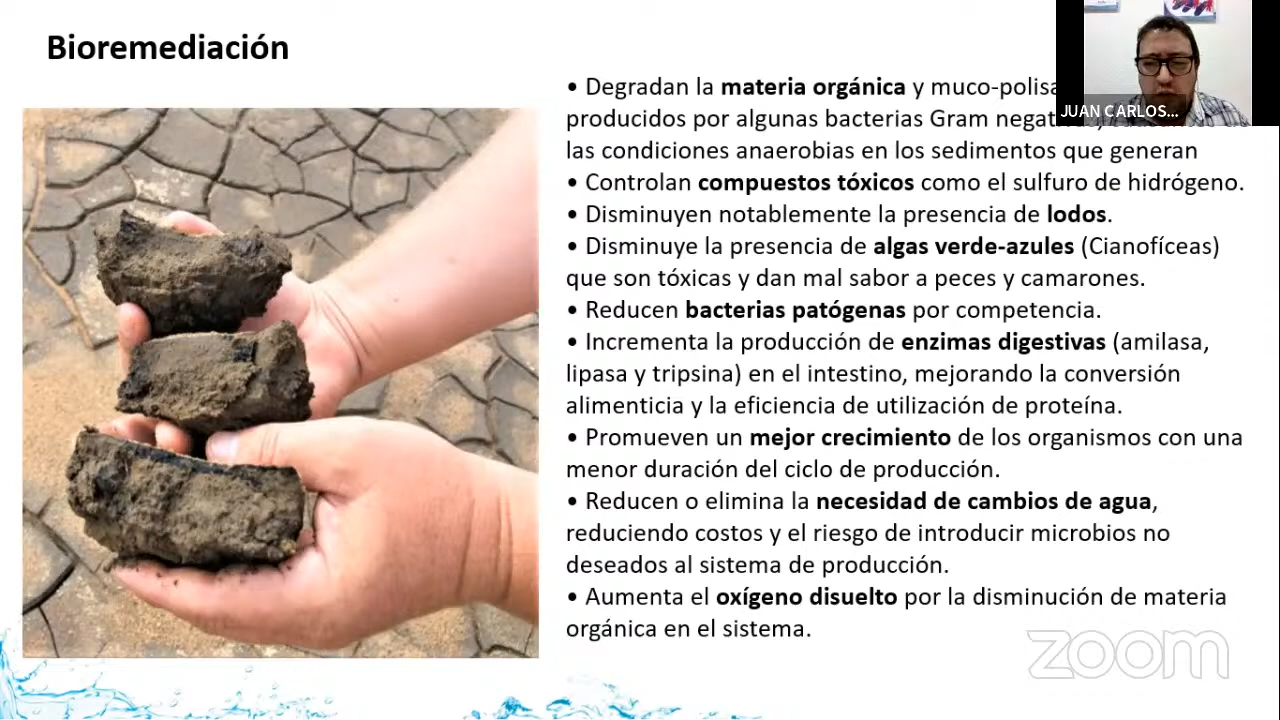 Bioremediación
• Degradan la materia orgánica y muco-polisa
producidos por algunas bacterias Gram negat
las condiciones anaerobias en los sedimentos que generan
• Controlan compuestos tóxicos como el sulfuro de hidrógeno.
• Disminuyen notablemente la presencia de lodos.
• Disminuye la presencia de algas verde-azules (Cianofíceas)
que son tóxicas y dan mal sabor a peces y camarones.
• Reducen bacterias patógenas por competencia.
• Incrementa la producción de enzimas digestivas (amilasa,
lipasa y tripsina) en el intestino, mejorando la conversión
alimenticia y la eficiencia de utilización de proteína.
• Promueven un mejor crecimiento de los organismos con una
menor duración del ciclo de producción.
• Reducen o elimina la necesidad de cambios de agua,
reduciendo costos y el riesgo de introducir microbios no
deseados al sistema de producción.
• Aumenta el oxígeno disuelto por la disminución de materia
orgánica en el sistema.
JUAN CARLOS...
zoom